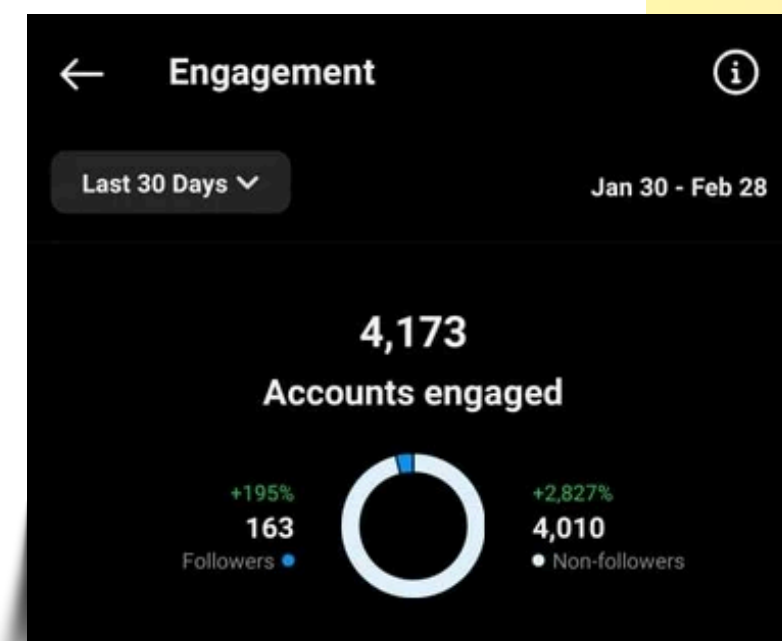 Engagement
Last 30 Days
Jan 30 - Feb 28
4,173
Accounts engaged
+195%
163
Followers
+2,827%
4,010
Non-followers